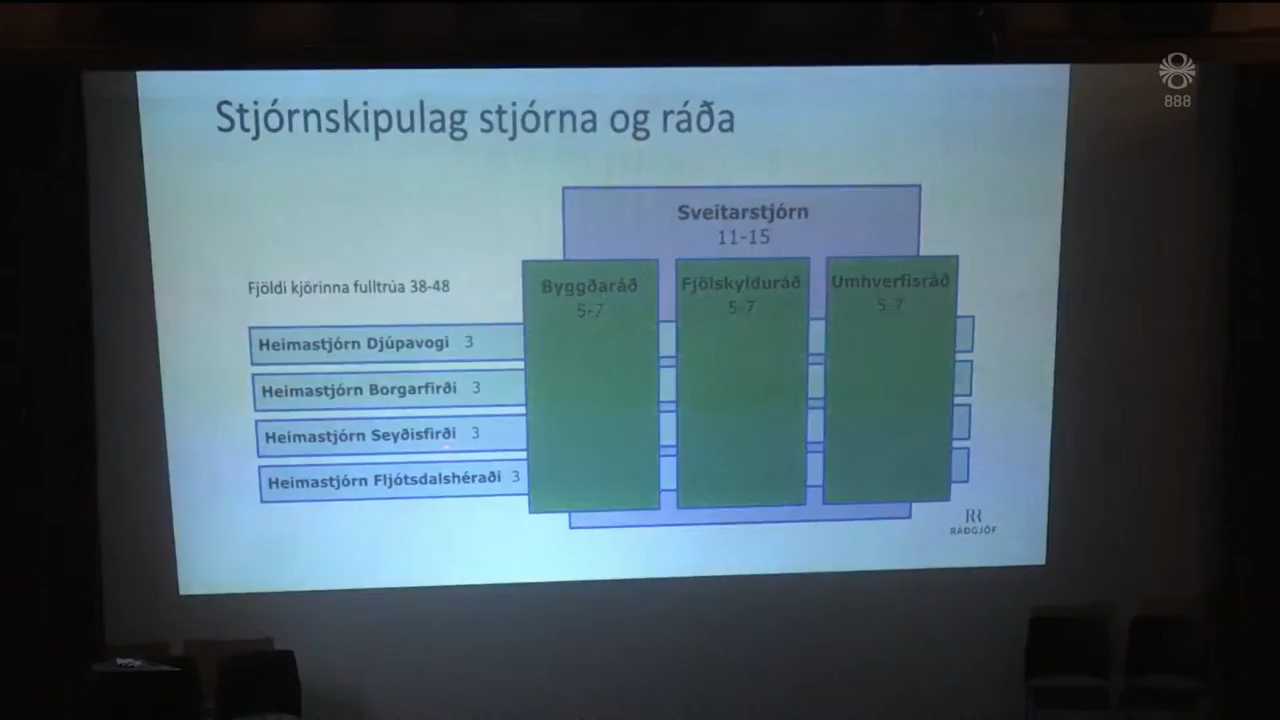 888
Stjórnskipulag stjórna og ráða
Sveitarstjórn
11-15
Fjöldi kjörinna fulltrúa 38-48
Byggðaráð
5-7
Fjölskylduráð
5-7
Umhverfisráð
5-7
Heimastjórn Djúpavogi 3
Heimastjórn Borgarfirði 3
Heimastjórn Seyðisfirði 3
Heimastjórn Fljótsdalshéraði 3
RR
RÁÐGJÖF